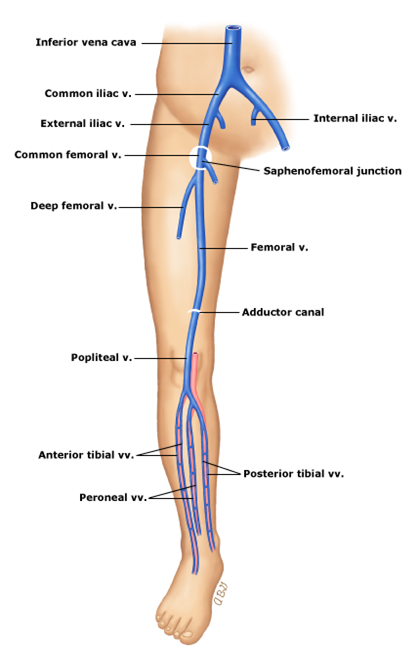 Inferior vena cava
Common iliac v.
External iliac v.
Internal iliac v.
Common femoral v.
Saphenofemoral junction
Deep femoral v.
Femoral v.
Adductor canal
Popliteal v.
Anterior tibial vv.
Posterior tibial vv.
Peroneal vv.